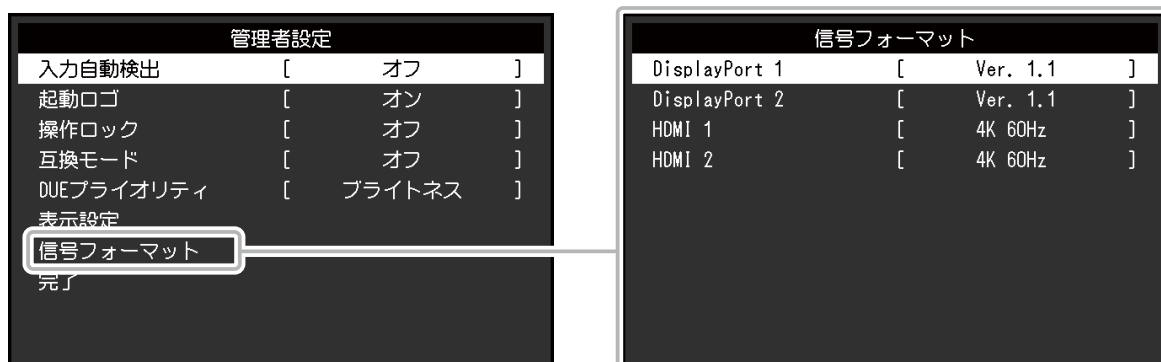 管理者設定
入力自動検出 [ オフ ]
起動ロゴ [ オン ]
操作ロック [ オフ ]
互換モード [ オフ ]
DUEプライオリティ [ ブライトネス ]
表示設定
信号フォーマット
完了
信号フォーマット
DisplayPort 1 [ Ver. 1.1 ]
DisplayPort 2 [ Ver. 1.1 ]
HDMI 1 [ 4K 60Hz ]
HDMI 2 [ 4K 60Hz ]